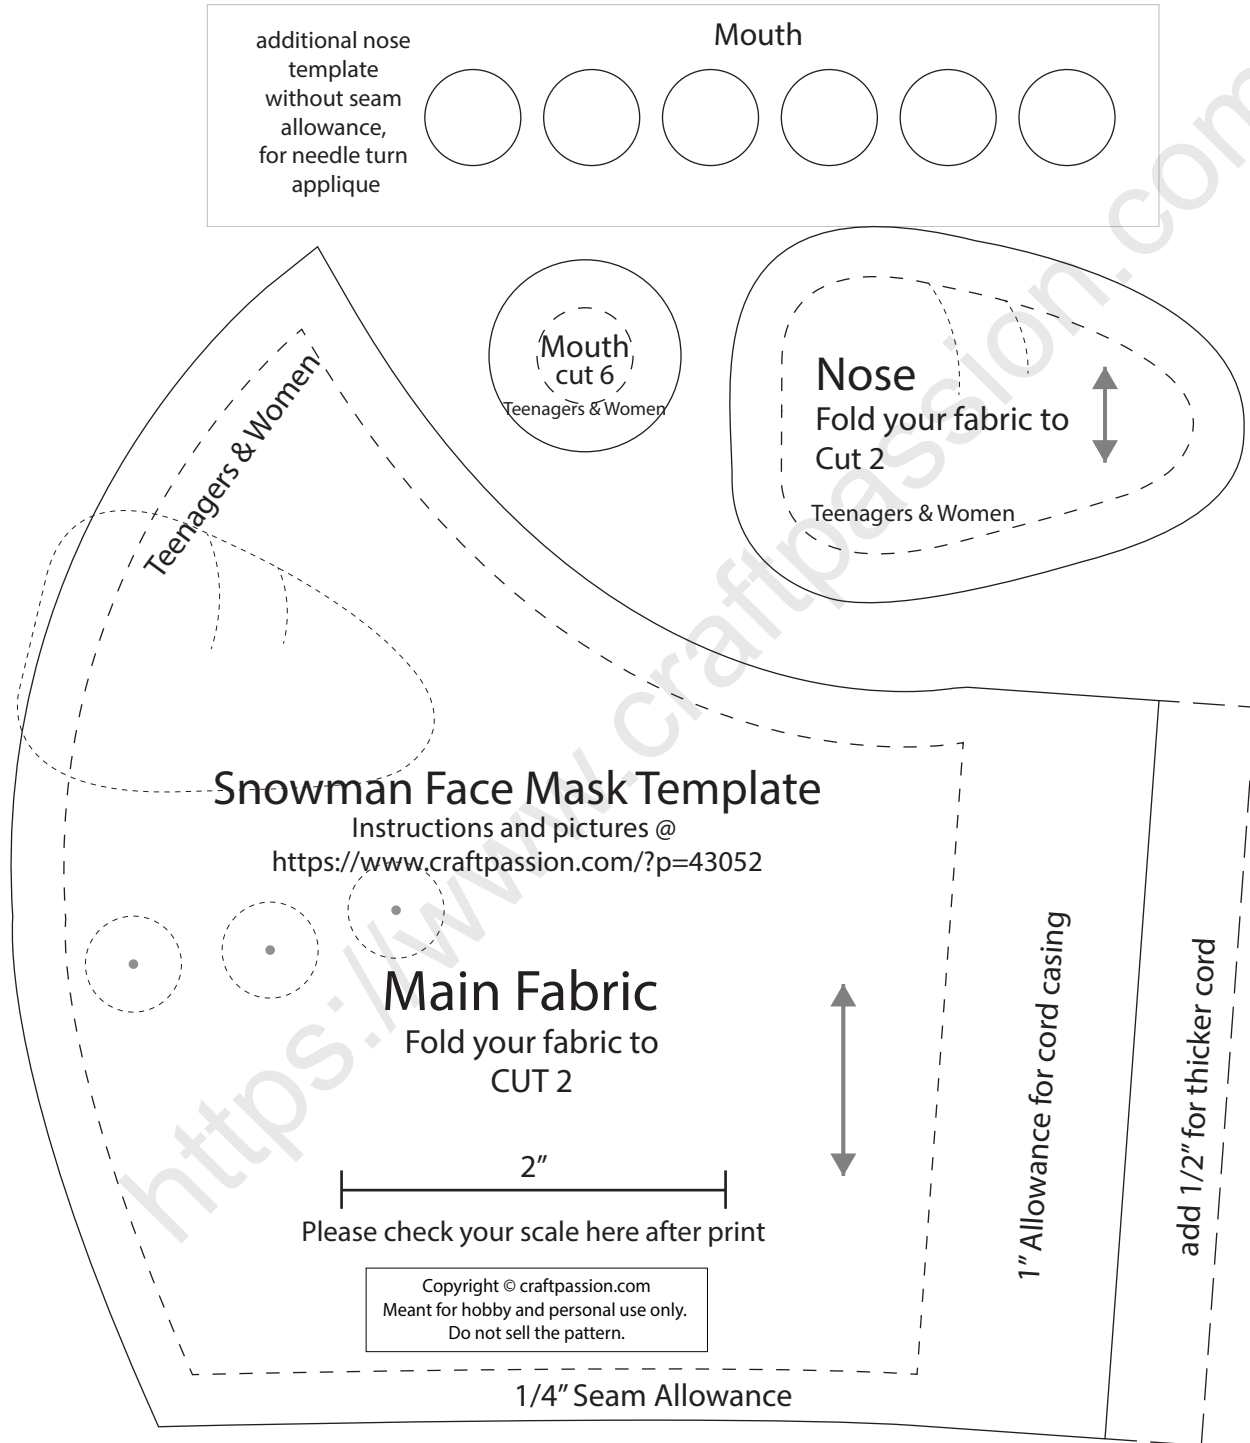 additional nose
template
without seam
allowance,
for needle turn
applique
Mouth
Mouth
cut 6
Teenagers & Women
Nose
Fold your fabric to
Cut 2
Teenagers & Women
Teenagers & Women
Snowman Face Mask Template
Instructions and pictures @
https://www.craftpassion.com/?p=43052
Main Fabric
Fold your fabric to
CUT 2
2”
Please check your scale here after print
Copyright © craftpassion.com
Meant for hobby and personal use only.
Do not sell the pattern.
1/4” Seam Allowance
1” Allowance for cord casing
add 1/2” for thicker cord
https://www.craftpassion.com